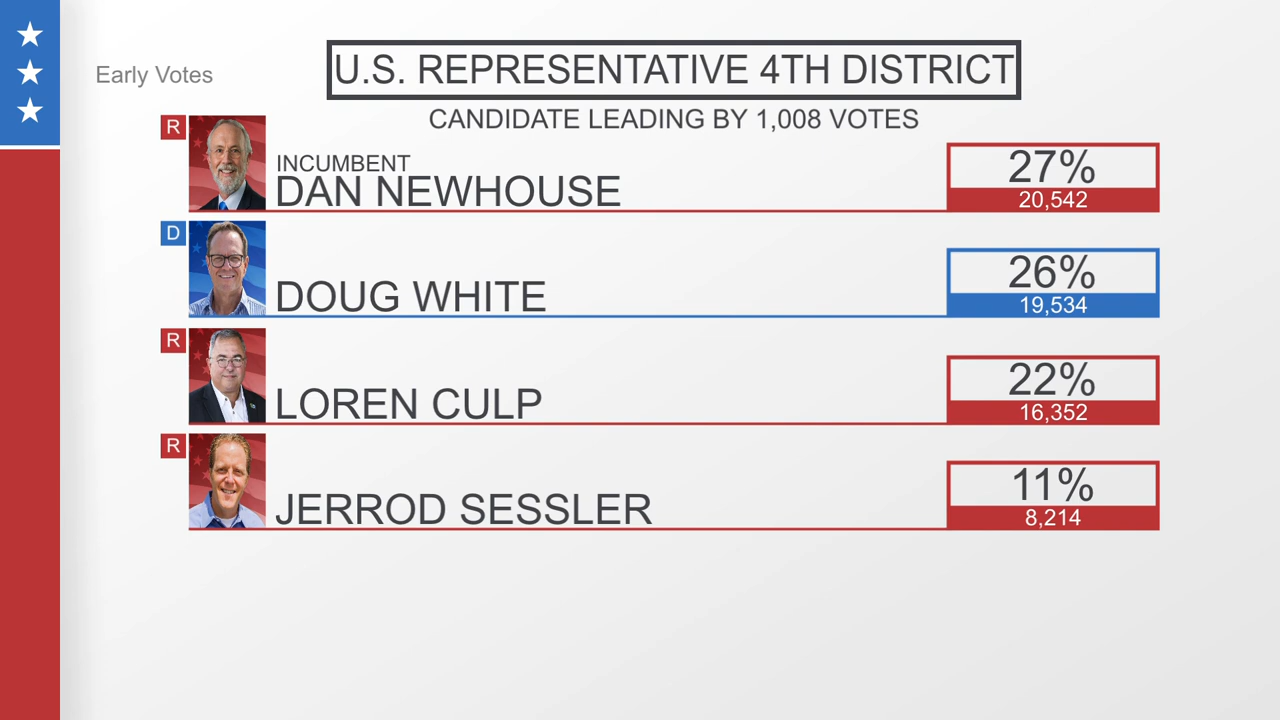 Early Votes
U.S. REPRESENTATIVE 4TH DISTRICT
CANDIDATE LEADING BY 1,008 VOTES
R
INCUMBENT
DAN NEWHOUSE
27%
20,542
D
DOUG WHITE
26%
19,534
R
LOREN CULP
22%
16,352
R
JERROD SESSLER
11%
8,214